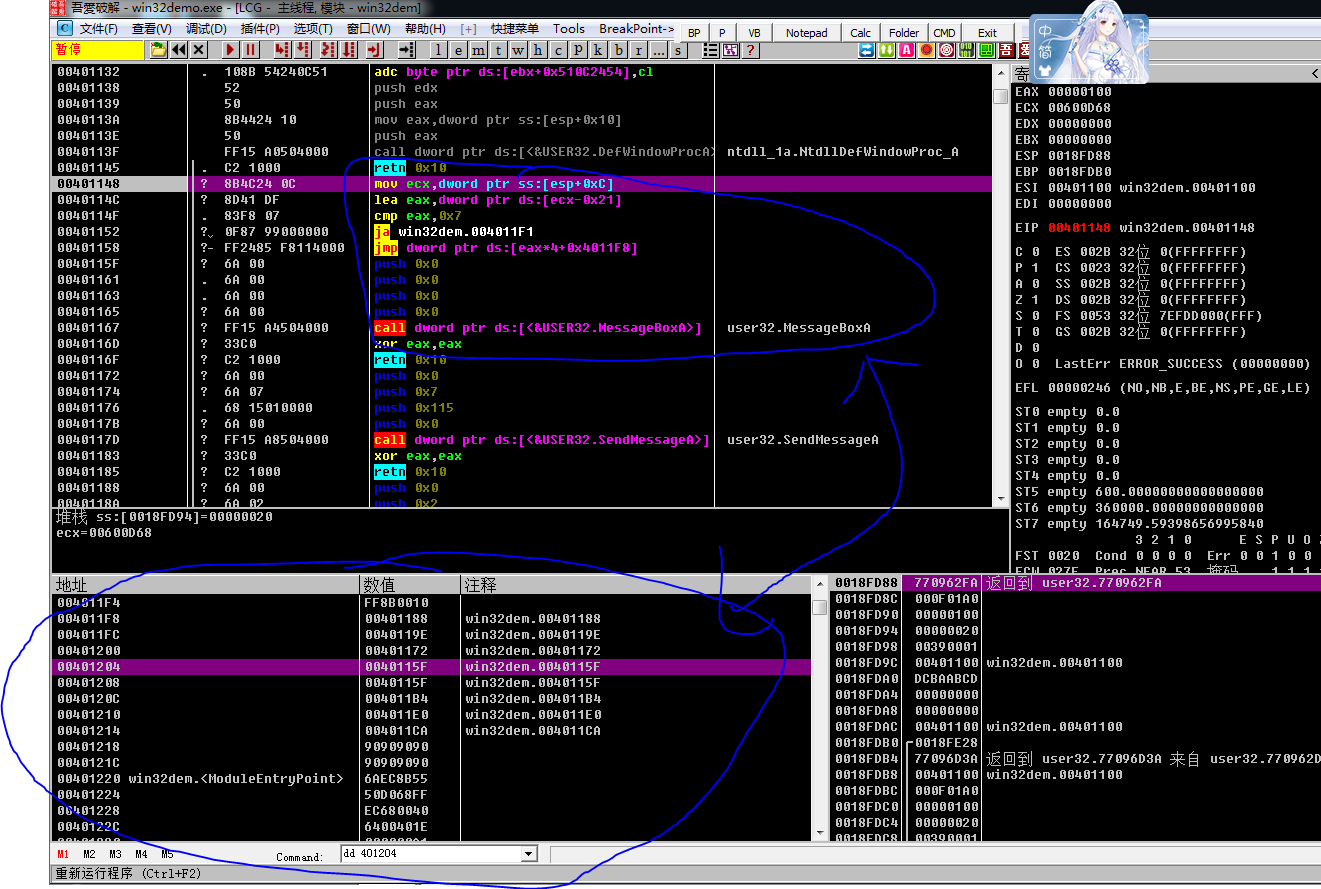 吾愛破解 - win32demo.exe - [LCG - 主线程, 模块 - win32dem]
C 文件(F) 查看(V) 调试(D) 插件(P) 选项(T) 窗口(W) 帮助(H) [+] 快捷菜单 Tools BreakPoint-> BP P VB Notepad Calc Folder CMD Exit
中
简
暂停 l e m t w h c p k b r ... s ?
00401132 . 108B 54240C51 adc byte ptr ds:[ebx+0x510C2454],cl
00401138 52 push edx
00401139 50 push eax
0040113A 8B4424 10 mov eax,dword ptr ss:[esp+0x10]
0040113E 50 push eax
0040113F FF15 A0504000 call dword ptr ds:[<&USER32.DefWindowProcA> ntdll_1a.NtdllDefWindowProc_A
00401145 . C2 1000 retn 0x10
00401148 ? 8B4C24 0C mov ecx,dword ptr ss:[esp+0xC]
0040114C ? 8D41 DF lea eax,dword ptr ds:[ecx-0x21]
0040114F . 83F8 07 cmp eax,0x7
00401152 ? 0F87 99000000 ja win32dem.004011F1
00401158 ?- FF2485 F8114000 jmp dword ptr ds:[eax*4+0x4011F8]
0040115F ? 6A 00 push 0x0
00401161 . 6A 00 push 0x0
00401163 . 6A 00 push 0x0
00401165 ? 6A 00 push 0x0
00401167 ? FF15 A4504000 call dword ptr ds:[<&USER32.MessageBoxA>] user32.MessageBoxA
0040116D ? 33C0 xor eax,eax
0040116F ? C2 1000 retn 0x10
00401172 ? 6A 00 push 0x0
00401174 ? 6A 07 push 0x7
00401176 . 68 15010000 push 0x115
0040117B ? 6A 00 push 0x0
0040117D ? FF15 A8504000 call dword ptr ds:[<&USER32.SendMessageA>] user32.SendMessageA
00401183 ? 33C0 xor eax,eax
00401185 ? C2 1000 retn 0x10
00401188 ? 6A 00 push 0x0
0040118A ? 6A 02 push 0x2
寄 <
EAX 00000100
ECX 00600D68
EDX 00000000
EBX 00000000
ESP 0018FD88
EBP 0018FDB0
ESI 00401100 win32dem.00401100
EDI 00000000
EIP 00401148 win32dem.00401148
C 0 ES 002B 32位 0(FFFFFFFF)
P 1 CS 0023 32位 0(FFFFFFFF)
A 0 SS 002B 32位 0(FFFFFFFF)
Z 1 DS 002B 32位 0(FFFFFFFF)
S 0 FS 0053 32位 7EFDD000(FFF)
T 0 GS 002B 32位 0(FFFFFFFF)
D 0
O 0 LastErr ERROR_SUCCESS (00000000)
EFL 00000246 (NO,NB,E,BE,NS,PE,GE,LE)
ST0 empty 0.0
ST1 empty 0.0
ST2 empty 0.0
ST3 empty 0.0
ST4 empty 0.0
ST5 empty 600.00000000000000000
ST6 empty 360000.00000000000000
ST7 empty 164749.59398656995840
3 2 1 0 E S P U O
FST 0020 Cond 0 0 0 0 Err 0 0 1 0 0
FCW 027F Prec NEAR,53 掩码 1 1 1
堆栈 ss:[0018FD94]=00000020
ecx=00600D68
地址 数值 注释
004011F4 FF8B0010
004011F8 00401188 win32dem.00401188
004011FC 0040119E win32dem.0040119E
00401200 00401172 win32dem.00401172
00401204 0040115F win32dem.0040115F
00401208 0040115F win32dem.0040115F
0040120C 004011B4 win32dem.004011B4
00401210 004011E0 win32dem.004011E0
00401214 004011CA win32dem.004011CA
00401218 90909090
0040121C 90909090
00401220 win32dem.<ModuleEntryPoint> 6AEC8B55
00401224 50D068FF
00401228 EC680040
0040122C 6400401E
0018FD88 770962FA 返回到 user32.770962FA
0018FD8C 000F01A0
0018FD90 00000100
0018FD94 00000020
0018FD98 00390001
0018FD9C 00401100 win32dem.00401100
0018FDA0 DCBAABCD
0018FDA4 00000000
0018FDA8 00000000
0018FDAC 00401100 win32dem.00401100
0018FDB0 0018FE28
0018FDB4 77096D3A 返回到 user32.77096D3A 来自 user32.770962D
0018FDB8 00401100 win32dem.00401100
0018FDBC 000F01A0
0018FDC0 00000100
0018FDC4 00000020
0018FDC8 00390001
M1 M2 M3 M4 M5 Command: dd 401204
重新运行程序 (Ctrl+F2)